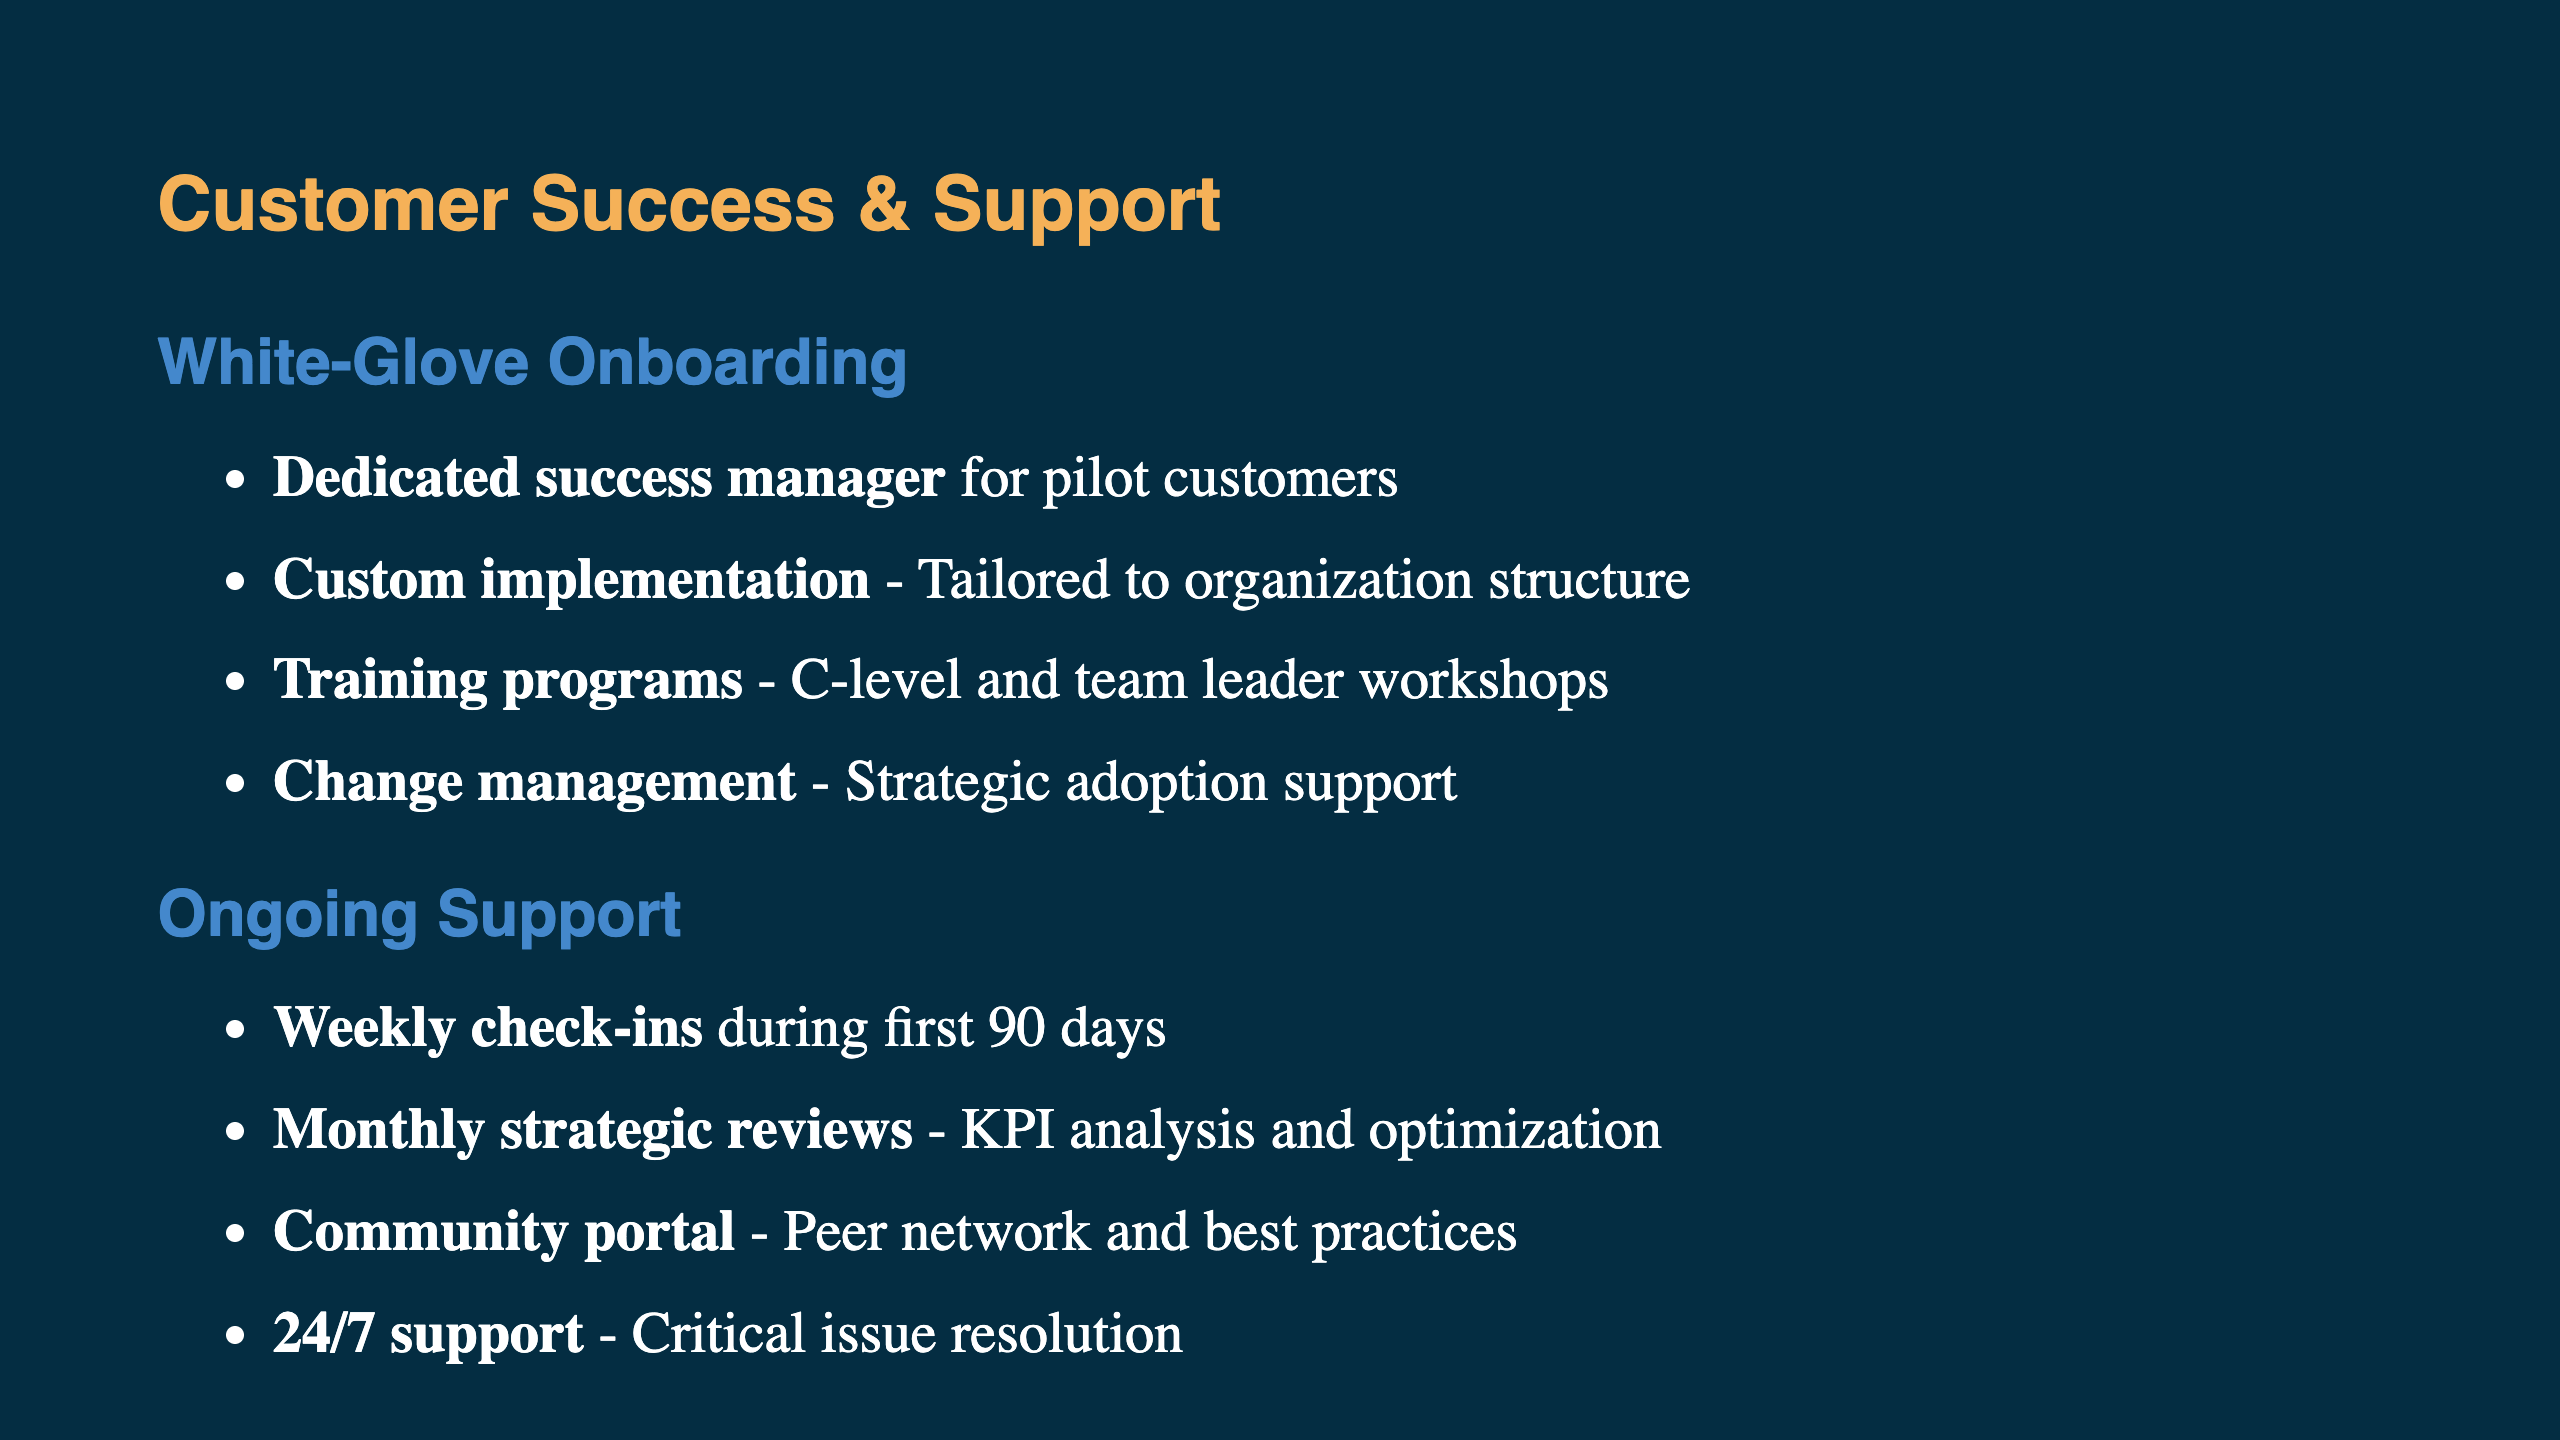 Customer Success & Support
White-Glove Onboarding
• Dedicated success manager for pilot customers
• Custom implementation - Tailored to organization structure
• Training programs - C-level and team leader workshops
• Change management - Strategic adoption support
Ongoing Support
• Weekly check-ins during first 90 days
• Monthly strategic reviews - KPI analysis and optimization
• Community portal - Peer network and best practices
• 24/7 support - Critical issue resolution